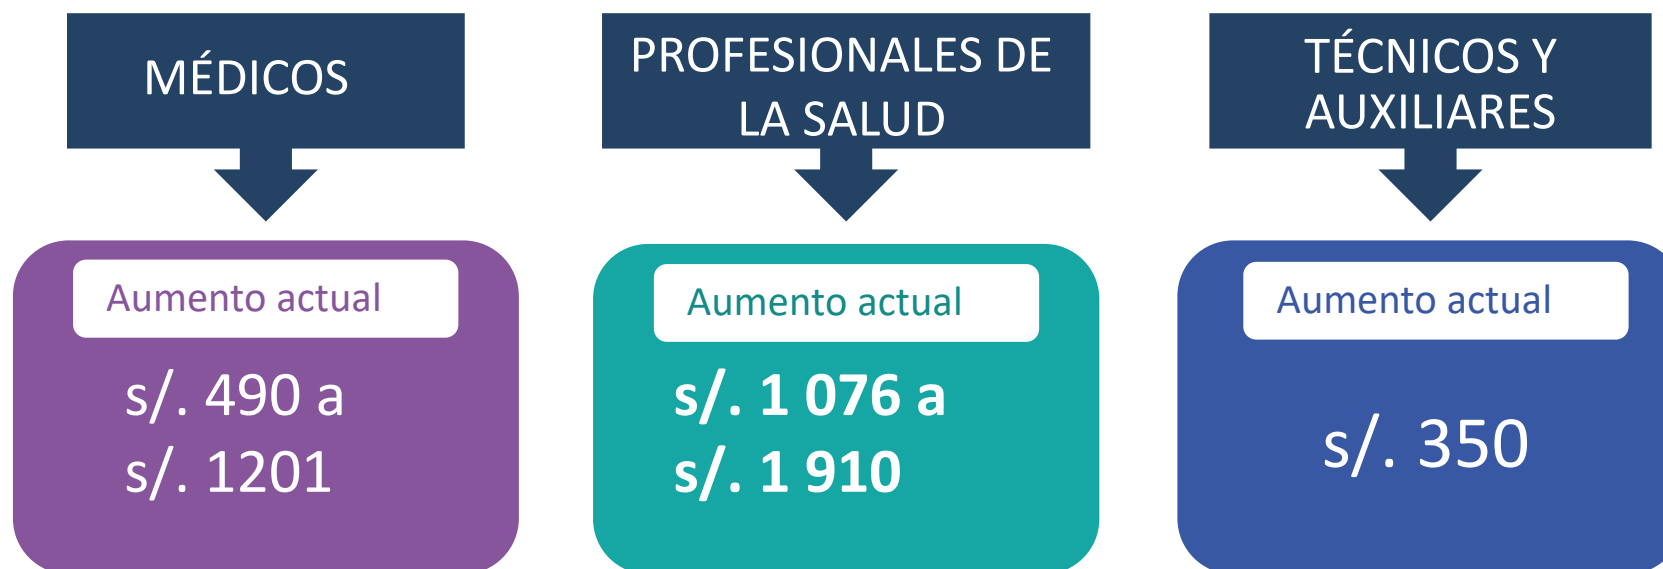 MÉDICOS
PROFESIONALES DE
LA SALUD
TÉCNICOS Y
AUXILIARES
Aumento actual
s/. 490 a
s/. 1201
Aumento actual
s/. 1 076 a
s/. 1 910
Aumento actual
s/. 350